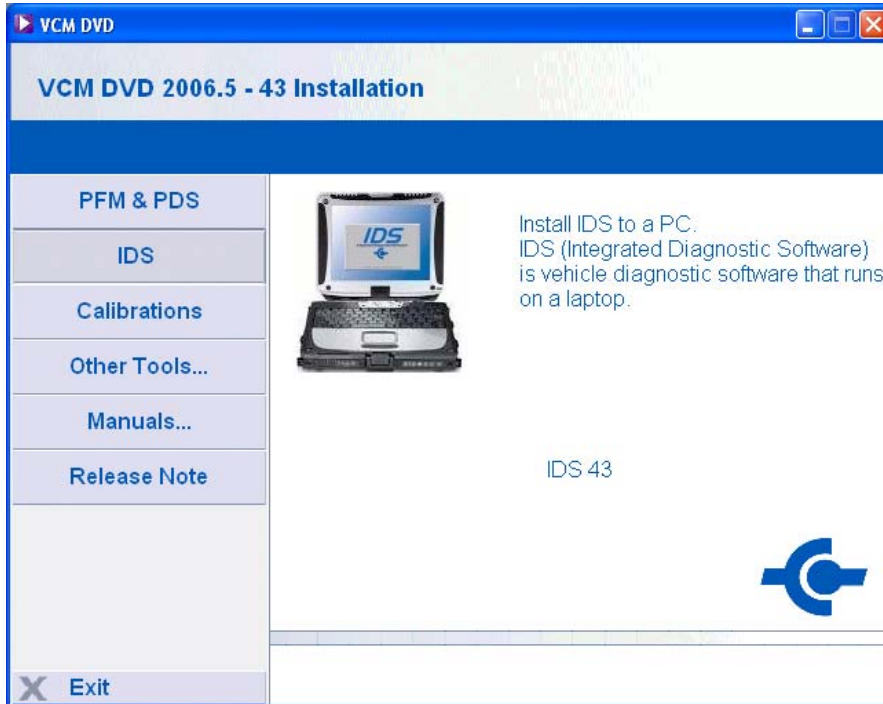 VCM DVD
VCM DVD 2006.5 - 43 Installation
PFM & PDS
IDS
Calibrations
Other Tools...
Manuals...
Release Note
Exit
IDS
Install IDS to a PC.
IDS (Integrated Diagnostic Software)
is vehicle diagnostic software that runs
on a laptop.
IDS 43